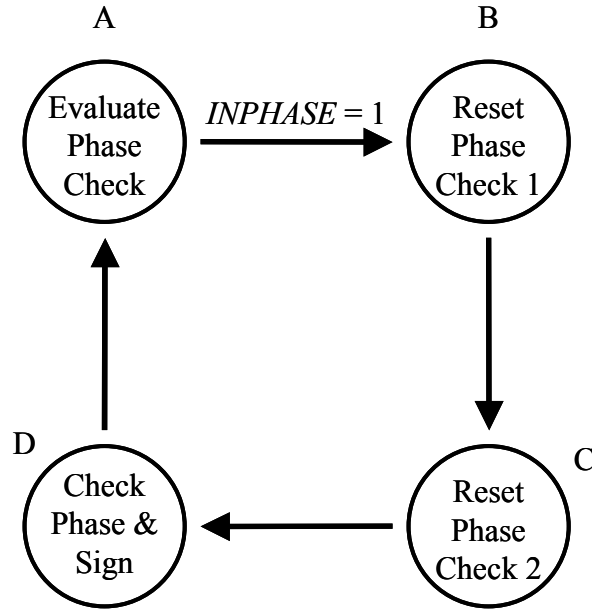 A
B
Evaluate
Phase
Check
INPHASE = 1
Reset
Phase
Check 1
D
Check
Phase &
Sign
C
Reset
Phase
Check 2